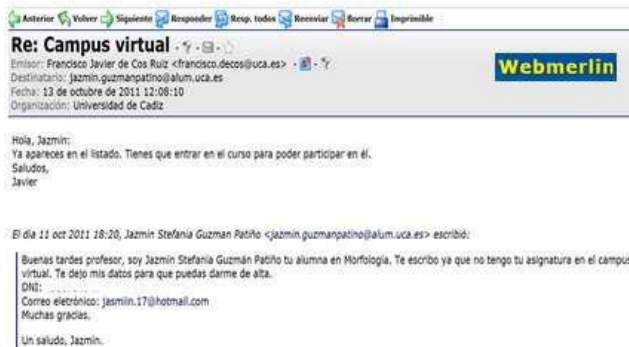 Anterior Volver Siguiente Responder Resp. todos Reenviar Borrar Imprimible
Re: Campus virtual
Emisor: Francisco Javier de Cos Ruiz <francisco.decos@uca.es>
Webmerlin
Destinatario: jazmin.guzmanpatino@alum.uca.es
Fecha: 13 de octubre de 2011 12:08:10
Organización: Universidad de Cadiz
Hola, Jazmin:
Ya apareces en el listado. Tienes que entrar en el curso para poder participar en él.
Saludos,
Javier
El día 11 oct 2011 18:20, Jazmin Stefania Guzman Patiño <jazmin.guzmanpatino@alum.uca.es> escribió:
Buenas tardes profesor, soy Jazmín Stefania Guzmán Patiño tu alumna en Morfología. Te escribo ya que no tengo tu asignatura en el campus
virtual. Te dejo mis datos para que puedas darme de alta.
DNI:
Correo eletrónico: jasmiin.17@hotmail.com
Muchas gracias.
Un saludo, Jazmin.